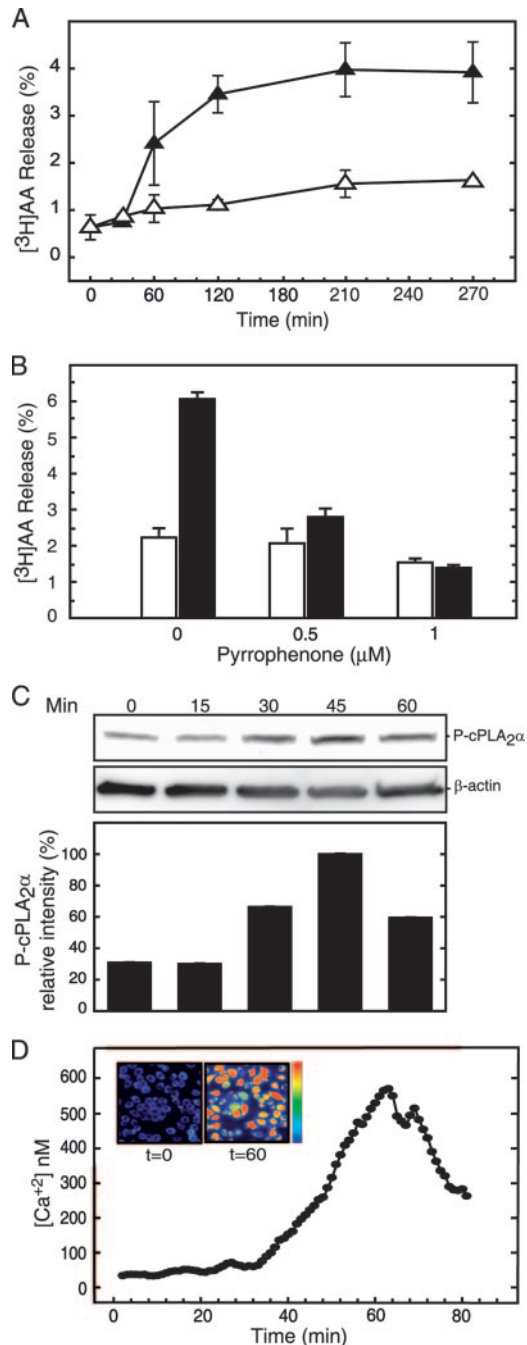 A
[³H]AA Release (%)
5
4
3
2
1
0
0 60 120 180 210 240 270
Time (min)
B
[³H]AA Release (%)
6
5
4
3
2
1
0
0 0.5 1
Pyrrophenone (μM)
C
Min 0 15 30 45 60
P-cPLA₂α
β-actin
P-cPLA₂α
relative intensity (%)
100
80
60
40
20
0
D
[Ca⁺²] nM
600
500
400
300
200
100
0
t=0 t=60
0 20 40 60 80
Time (min)